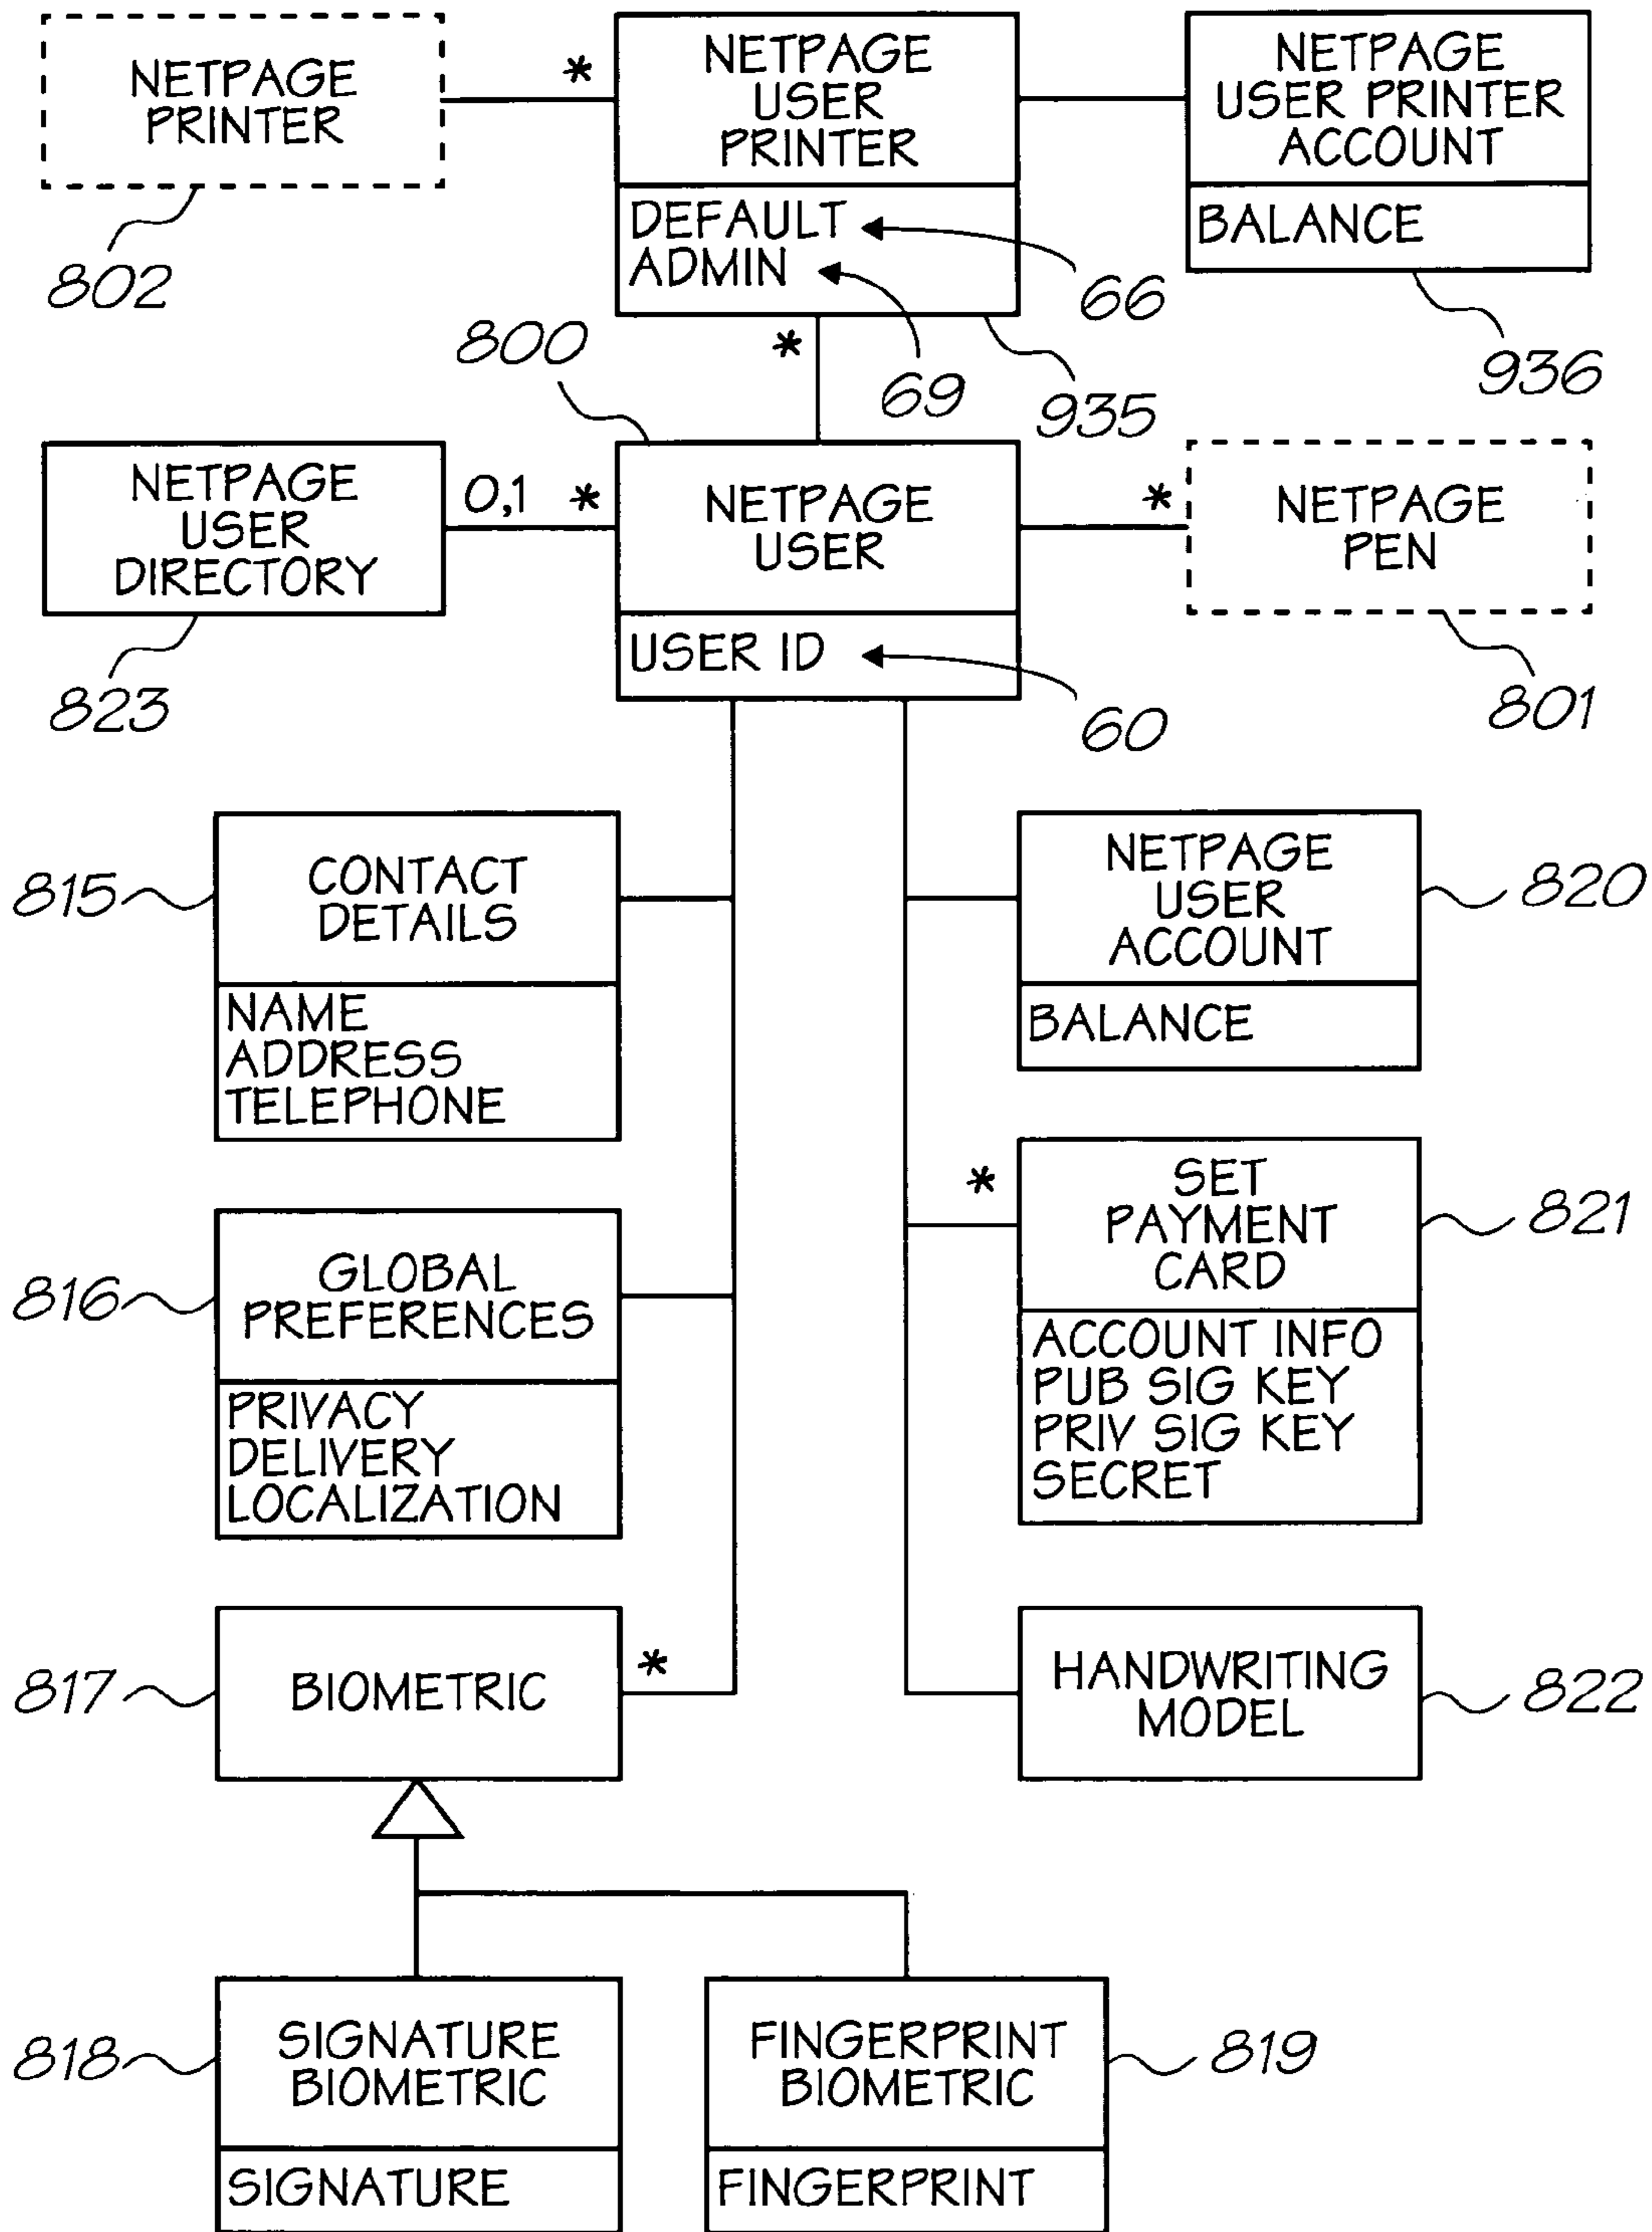 NETPAGE
PRINTER
802
*
NETPAGE
USER
PRINTER
DEFAULT
ADMIN
66
69
935
*
NETPAGE
USER PRINTER
ACCOUNT
BALANCE
936
800
NETPAGE
USER
DIRECTORY
823
0,1 *
NETPAGE
USER
USER ID
60
*
NETPAGE
PEN
801
815
CONTACT
DETAILS
NAME
ADDRESS
TELEPHONE
NETPAGE
USER
ACCOUNT
BALANCE
820
816
GLOBAL
PREFERENCES
PRIVACY
DELIVERY
LOCALIZATION
*
SET
PAYMENT
CARD
ACCOUNT INFO
PUB SIG KEY
PRIV SIG KEY
SECRET
821
817
BIOMETRIC
*
HANDWRITING
MODEL
822
818
SIGNATURE
BIOMETRIC
SIGNATURE
FINGERPRINT
BIOMETRIC
FINGERPRINT
819